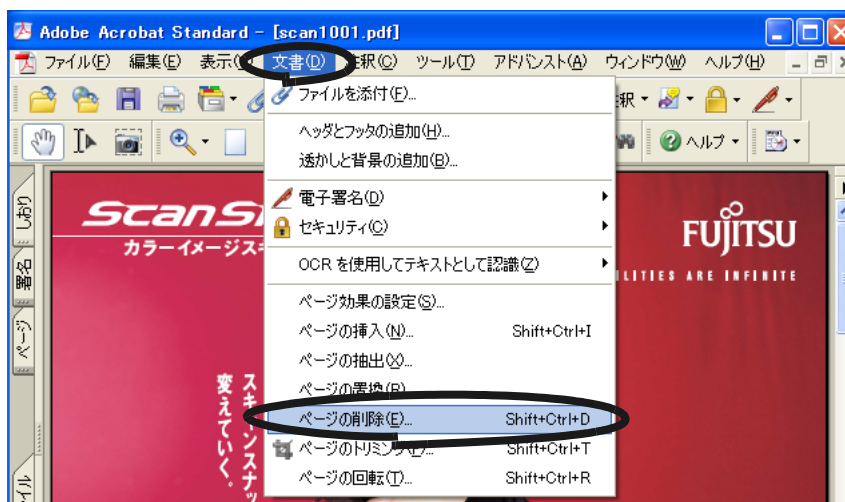 Adobe Acrobat Standard - [scan1001.pdf]
ファイル(F) 編集(E) 表示 文書(D) 注釈(C) ツール(T) アドバンスト(A) ウィンドウ(W) ヘルプ(H)
ファイルを添付(F)...
ヘッダとフッタの追加(H)...
ヘルプ
透かしと背景の追加(B)...
電子署名(D)
セキュリティ(C)
OCR を使用してテキストとして認識(Z)
ページ効果の設定(S)...
ページの挿入(N)... Shift+Ctrl+I
ページの抽出(X)...
ページの置換(R)...
ページの削除(E)... Shift+Ctrl+D
ページのトリミング(P)... Shift+Ctrl+T
ページの回転(T)... Shift+Ctrl+R
しおり
署名
ページ
ScanS
カラーイメージスキ
FUJITSU
ILITIES ARE INFINITE
スキャンスナッ
変えていく。